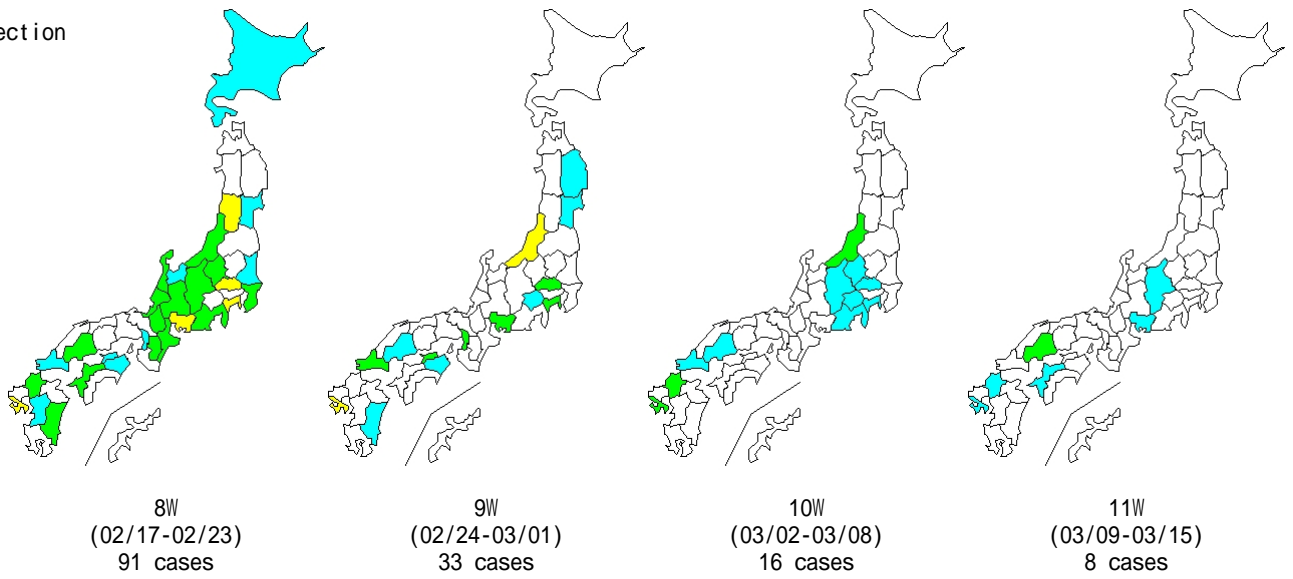 ection
8W
(02/17-02/23)
91 cases
9W
(02/24-03/01)
33 cases
10W
(03/02-03/08)
16 cases
11W
(03/09-03/15)
8 cases